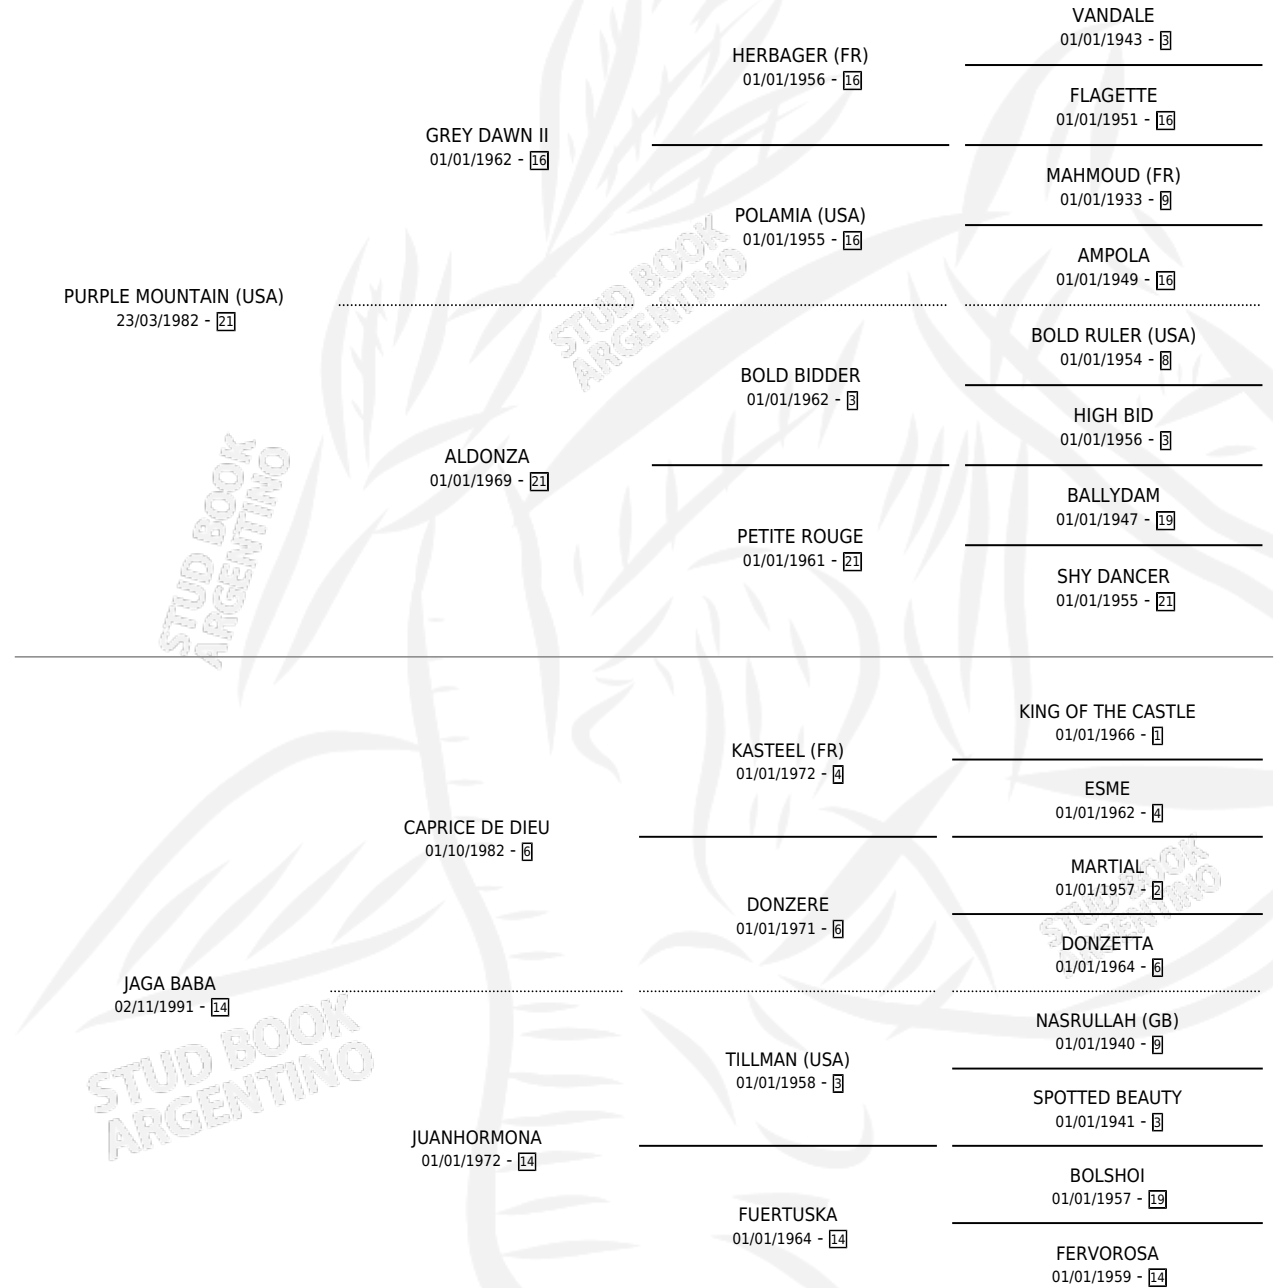 VANDALE
01/01/1943 - 3
HERBAGER (FR)
01/01/1956 - 16
FLAGETTE
01/01/1951 - 16
GREY DAWN II
01/01/1962 - 16
MAHMOUD (FR)
01/01/1933 - 9
POLAMIA (USA)
01/01/1955 - 16
AMPOLA
01/01/1949 - 16
PURPLE MOUNTAIN (USA)
23/03/1982 - 21
STUD BOOK
ARGENTINO
BOLD RULER (USA)
01/01/1954 - 8
BOLD BIDDER
01/01/1962 - 3
HIGH BID
01/01/1956 - 3
ALDONZA
01/01/1969 - 21
BALLYDAM
01/01/1947 - 19
PETITE ROUGE
01/01/1961 - 21
SHY DANCER
01/01/1955 - 21
STUD BOOK
ARGENTINO
KING OF THE CASTLE
01/01/1966 - 1
KASTEEL (FR)
01/01/1972 - 4
ESME
01/01/1962 - 4
CAPRICE DE DIEU
01/10/1982 - 6
MARTIAL
01/01/1957 - 2
DONZERE
01/01/1971 - 6
DONZETTA
01/01/1964 - 6
STUD BOOK
ARGENTINO
JAGA BABA
02/11/1991 - 14
NASRULLAH (GB)
01/01/1940 - 9
TILLMAN (USA)
01/01/1958 - 3
SPOTTED BEAUTY
01/01/1941 - 3
STUD BOOK
ARGENTINO
JUANHORMONA
01/01/1972 - 14
BOLSHOI
01/01/1957 - 19
FUERTUSKA
01/01/1964 - 14
FERVOROSA
01/01/1959 - 14